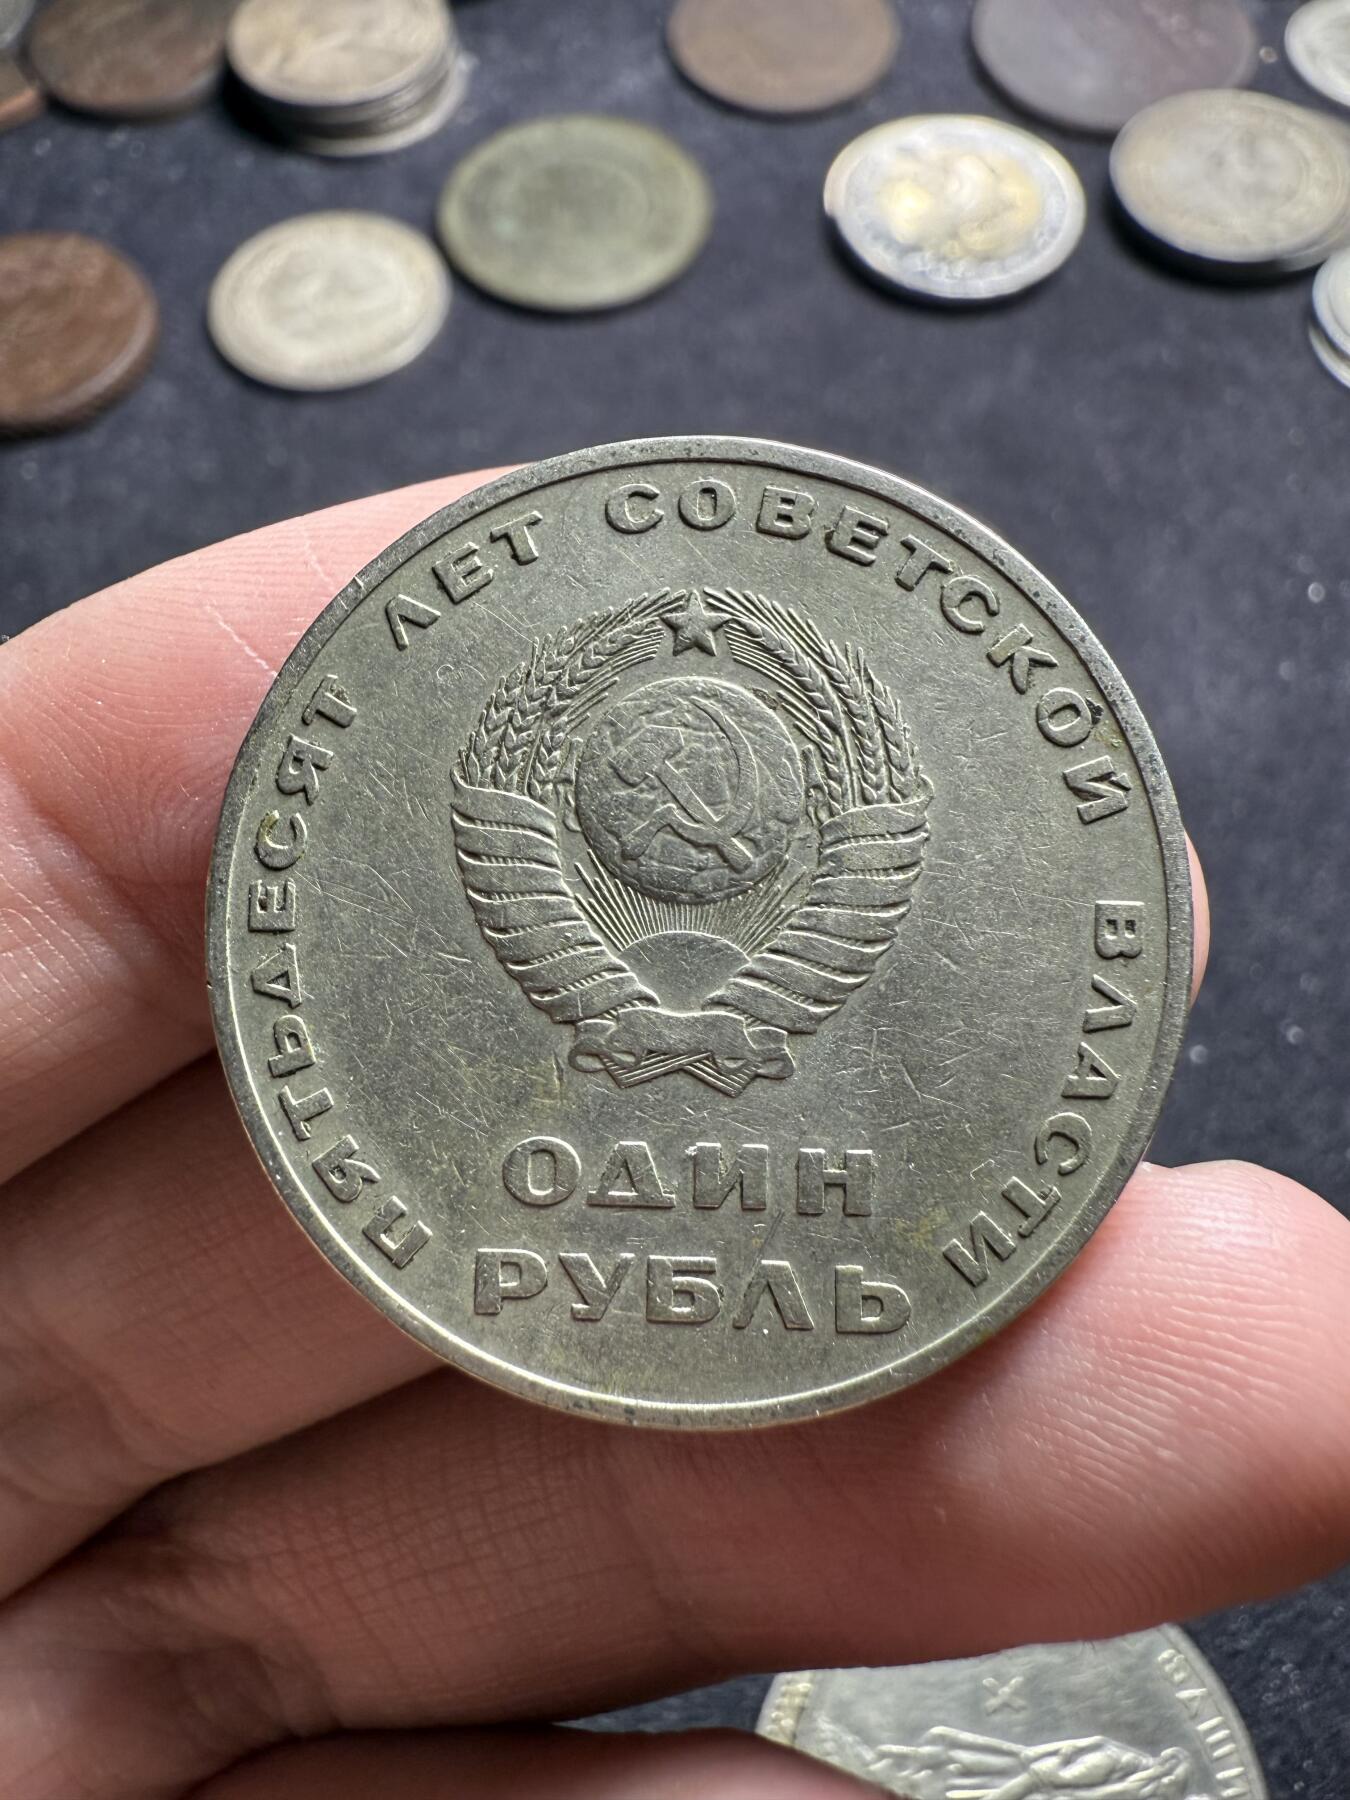 ПЯТЬДЕСЯТ ЛЕТ СОВЕТСКОЙ ВЛАСТИ
ОДИН
РУБЛЬ